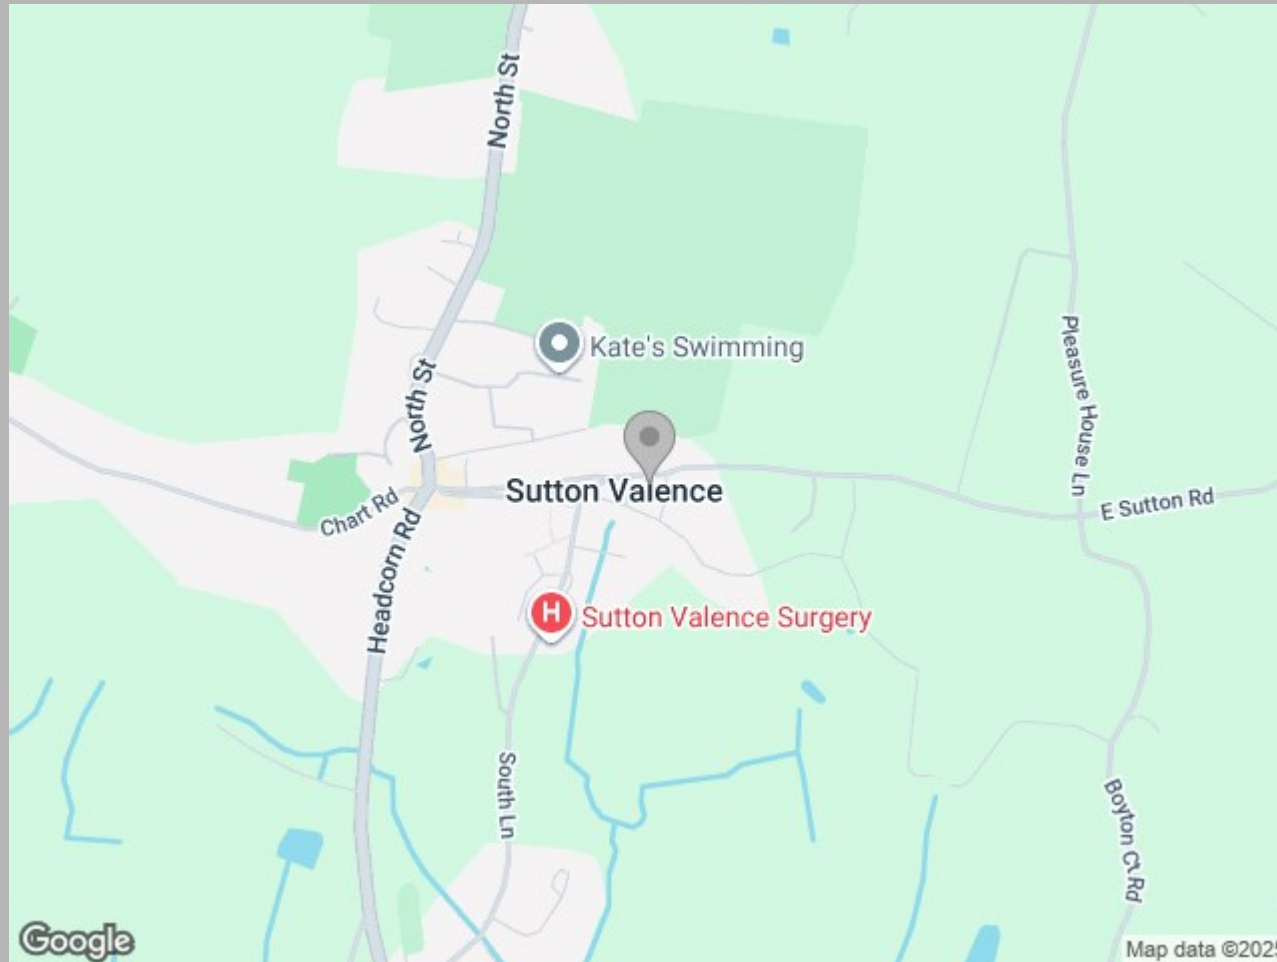 North St
Kate's Swimming
North St
Pleasure House Ln
Sutton Valence
Chart Rd
E Sutton Rd
Headcorn Rd
H
Sutton Valence Surgery
South Ln
Boyton Ct Rd
Google
Map data ©2025